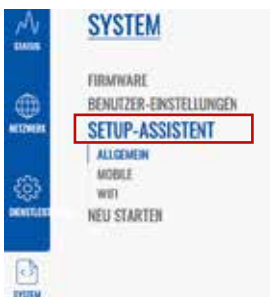 SYSTEM
STATUS
FIRMWARE
BENUTZER-EINSTELLUNGEN
NETZWERK
SETUP-ASSISTENT
ALLGEMEIN
MOBILE
WIFI
NEU STARTEN
SYSTEM